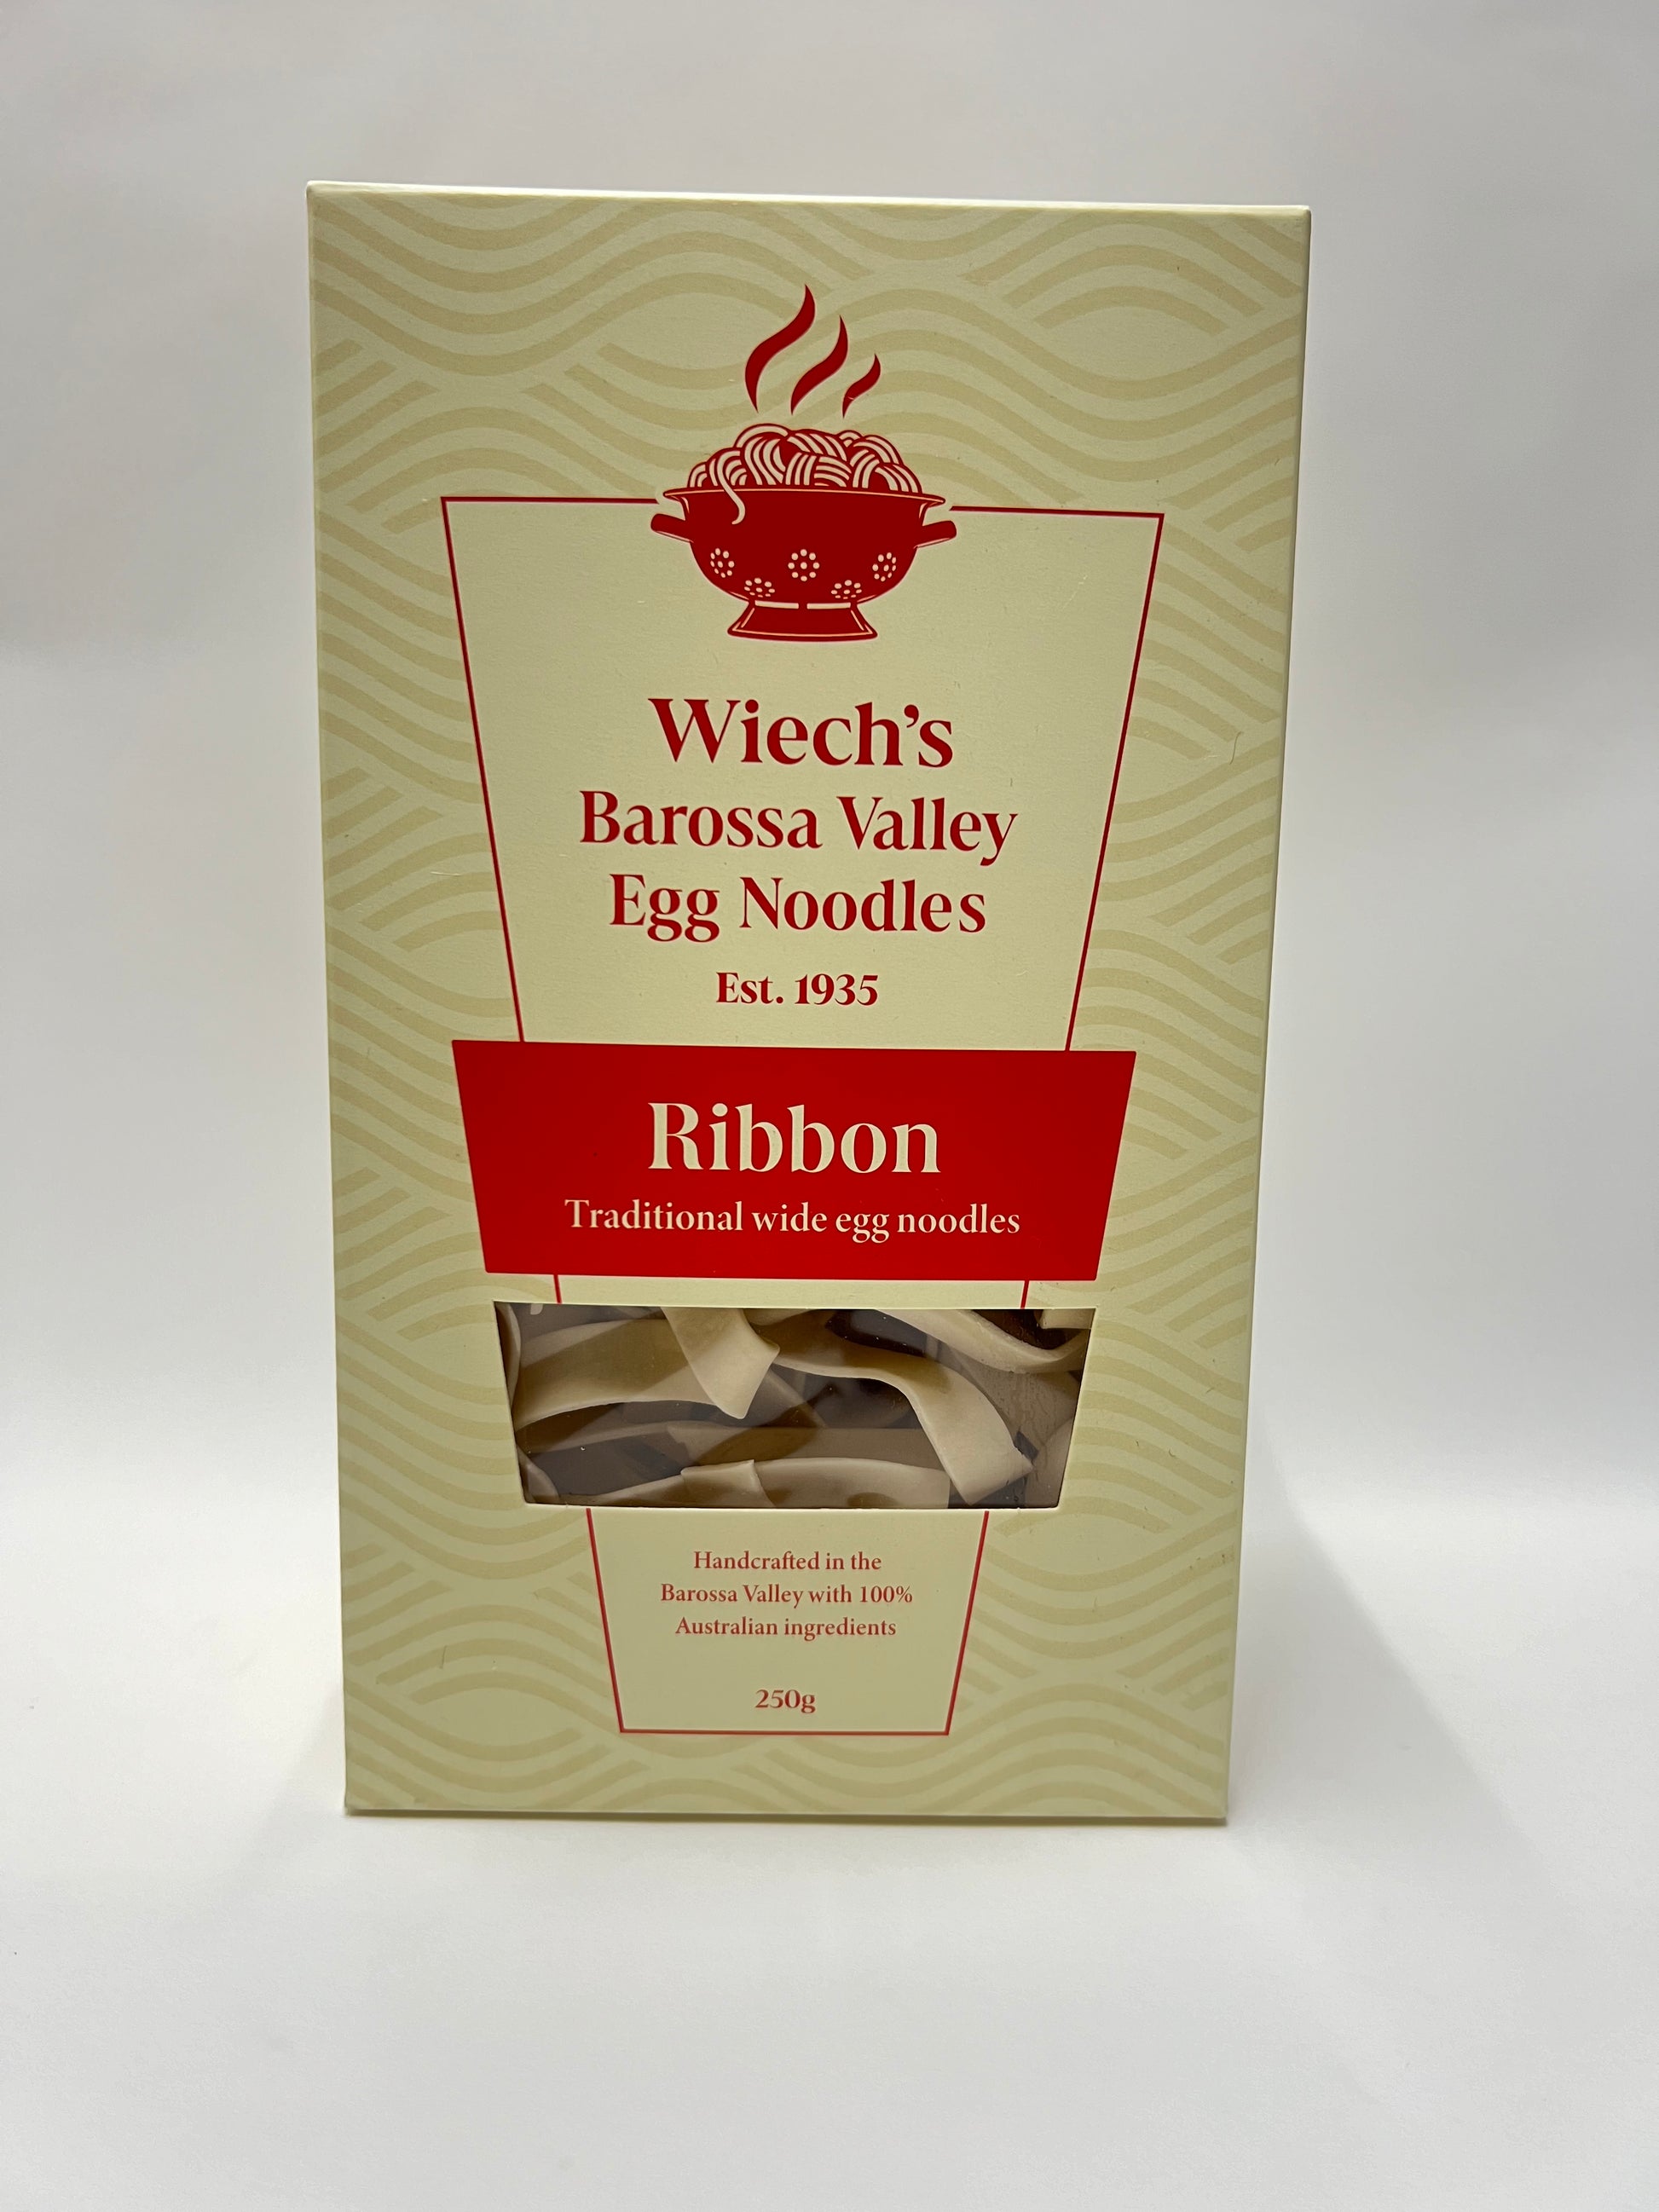 Wiech's
Barossa Valley
Egg Noodles
Est. 1935
Ribbon
Traditional wide egg noodles
Handcrafted in the
Barossa Valley with 100%
Australian ingredients
250g